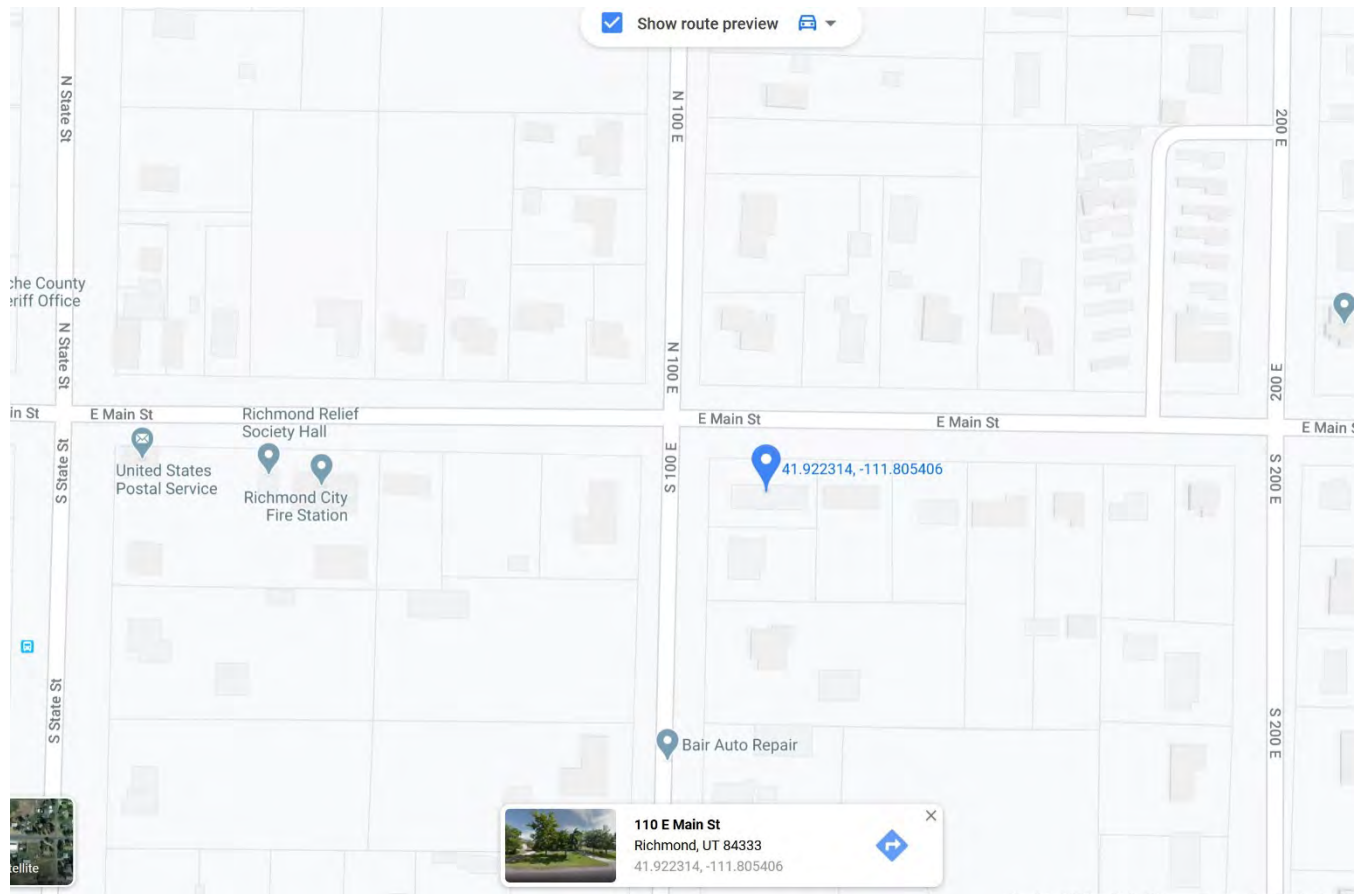 Show route preview
N State St
N 100 E
200 E
che County
eriff Office
N State St
N 100 E
200 E
in St
E Main St
Richmond Relief
Society Hall
E Main St
E Main St
E Main S
United States
Postal Service
S State St
Richmond City
Fire Station
S 100 E
41.922314, -111.805406
S 200 E
S State St
Bair Auto Repair
S 200 E
tellite
110 E Main St
Richmond, UT 84333
41.922314, -111.805406